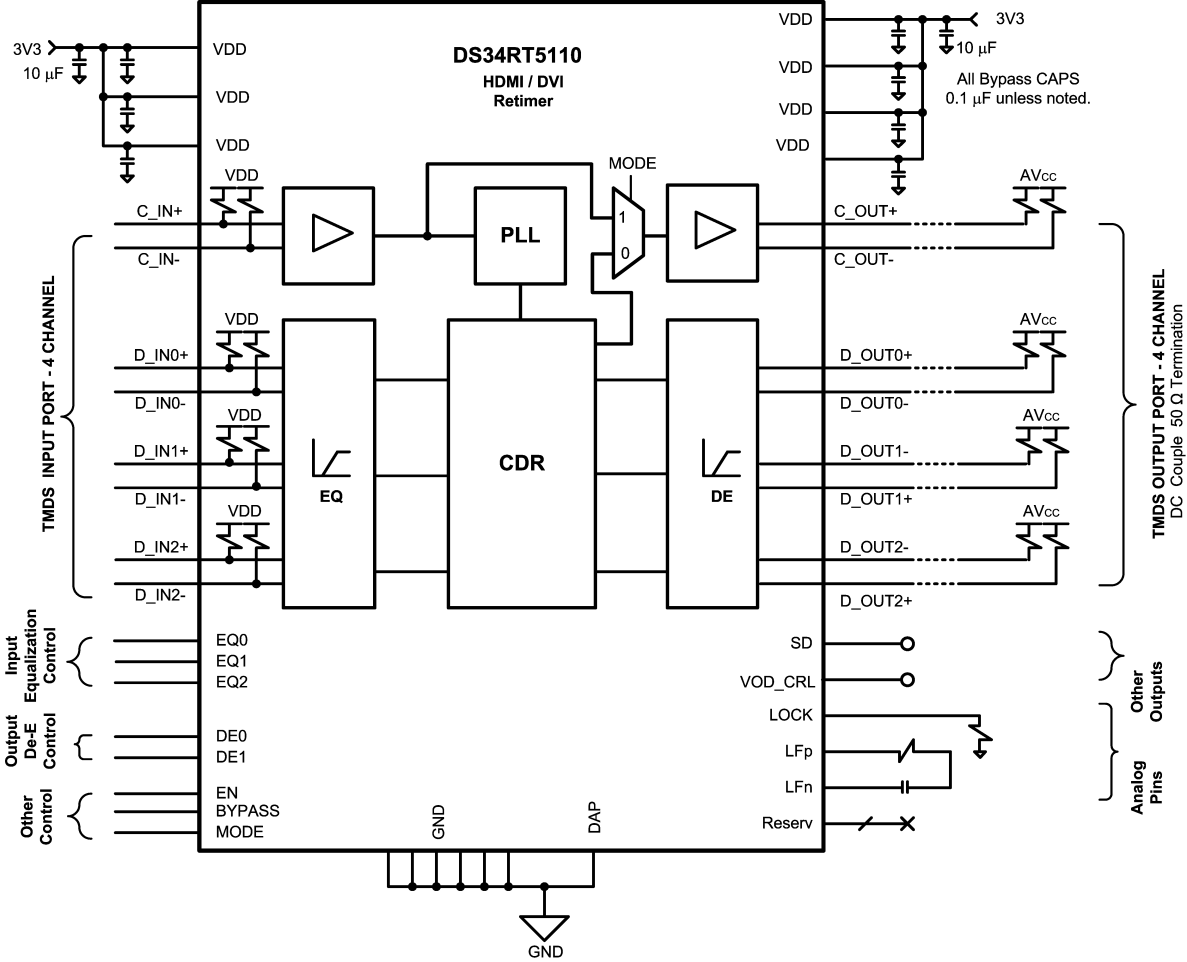 DS34RT5110
HDMI / DVI
Retimer
3V3
10 µF
VDD
VDD
VDD
VDD
VDD
VDD
VDD
3V3
10 µF
All Bypass CAPS
0.1 µF unless noted.
VDD
C_IN+
C_IN-
PLL
MODE
1
0
C_OUT+
C_OUT-
AVcc
TMDS INPUT PORT - 4 CHANNEL
VDD
D_IN0+
D_IN0-
VDD
D_IN1+
D_IN1-
VDD
D_IN2+
D_IN2-
EQ
CDR
DE
D_OUT0+
D_OUT0-
AVcc
D_OUT1-
D_OUT1+
AVcc
D_OUT2-
D_OUT2+
AVcc
TMDS OUTPUT PORT - 4 CHANNEL
DC Couple 50 Ω Termination
Input
Equalization
Control
EQ0
EQ1
EQ2
Output
De-E
Control
DE0
DE1
Other
Control
EN
BYPASS
MODE
GND
DAP
GND
SD
VOD_CRL
LOCK
LFp
LFn
Reserv
Other
Outputs
Analog
Pins